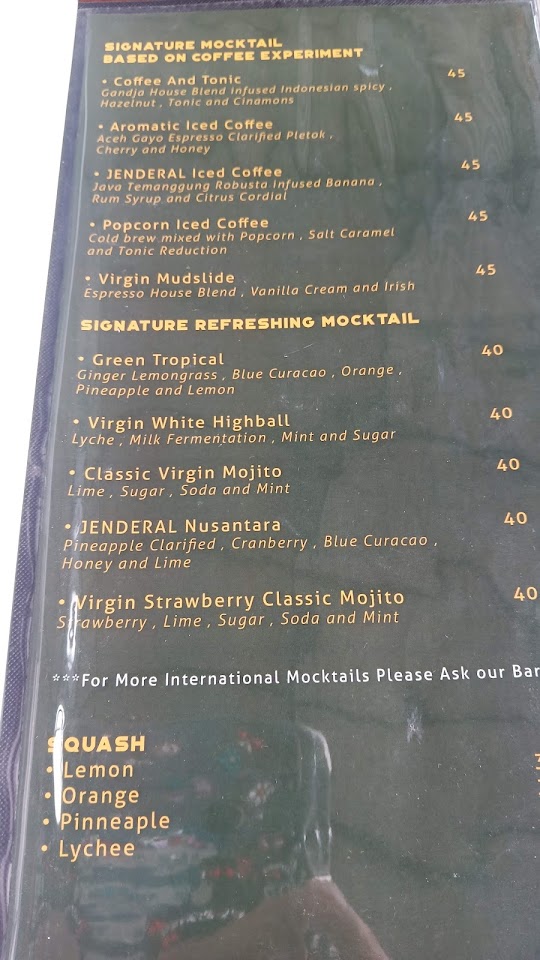 SIGNATURE MOCKTAIL
BASED ON COFFEE EXPERIMENT
• Coffee And Tonic 45
Gandja House Blend infused Indonesian spicy ,
Hazelnut , Tonic and Cinamons
• Aromatic Iced Coffee 45
Aceh Gayo Espresso Clarified Pletok ,
Cherry and Honey
• JENDERAL Iced Coffee 45
Java Temanggung Robusta Infused Banana ,
Rum Syrup and Citrus Cordial
• Popcorn Iced Coffee 45
Cold brew mixed with Popcorn , Salt Caramel
and Tonic Reduction
• Virgin Mudslide 45
Espresso House Blend , Vanilla Cream and Irish
SIGNATURE REFRESHING MOCKTAIL
• Green Tropical 40
Ginger Lemongrass , Blue Curacao , Orange ,
Pineapple and Lemon
• Virgin White Highball 40
Lyche , Milk Fermentation , Mint and Sugar
• Classic Virgin Mojito 40
Lime , Sugar , Soda and Mint
• JENDERAL Nusantara 40
Pineapple Clarified , Cranberry , Blue Curacao ,
Honey and Lime
• Virgin Strawberry Classic Mojito 40
Strawberry , Lime , Sugar , Soda and Mint
***For More International Mocktails Please Ask our Bar
SQUASH
• Lemon
• Orange
• Pinneaple
• Lychee